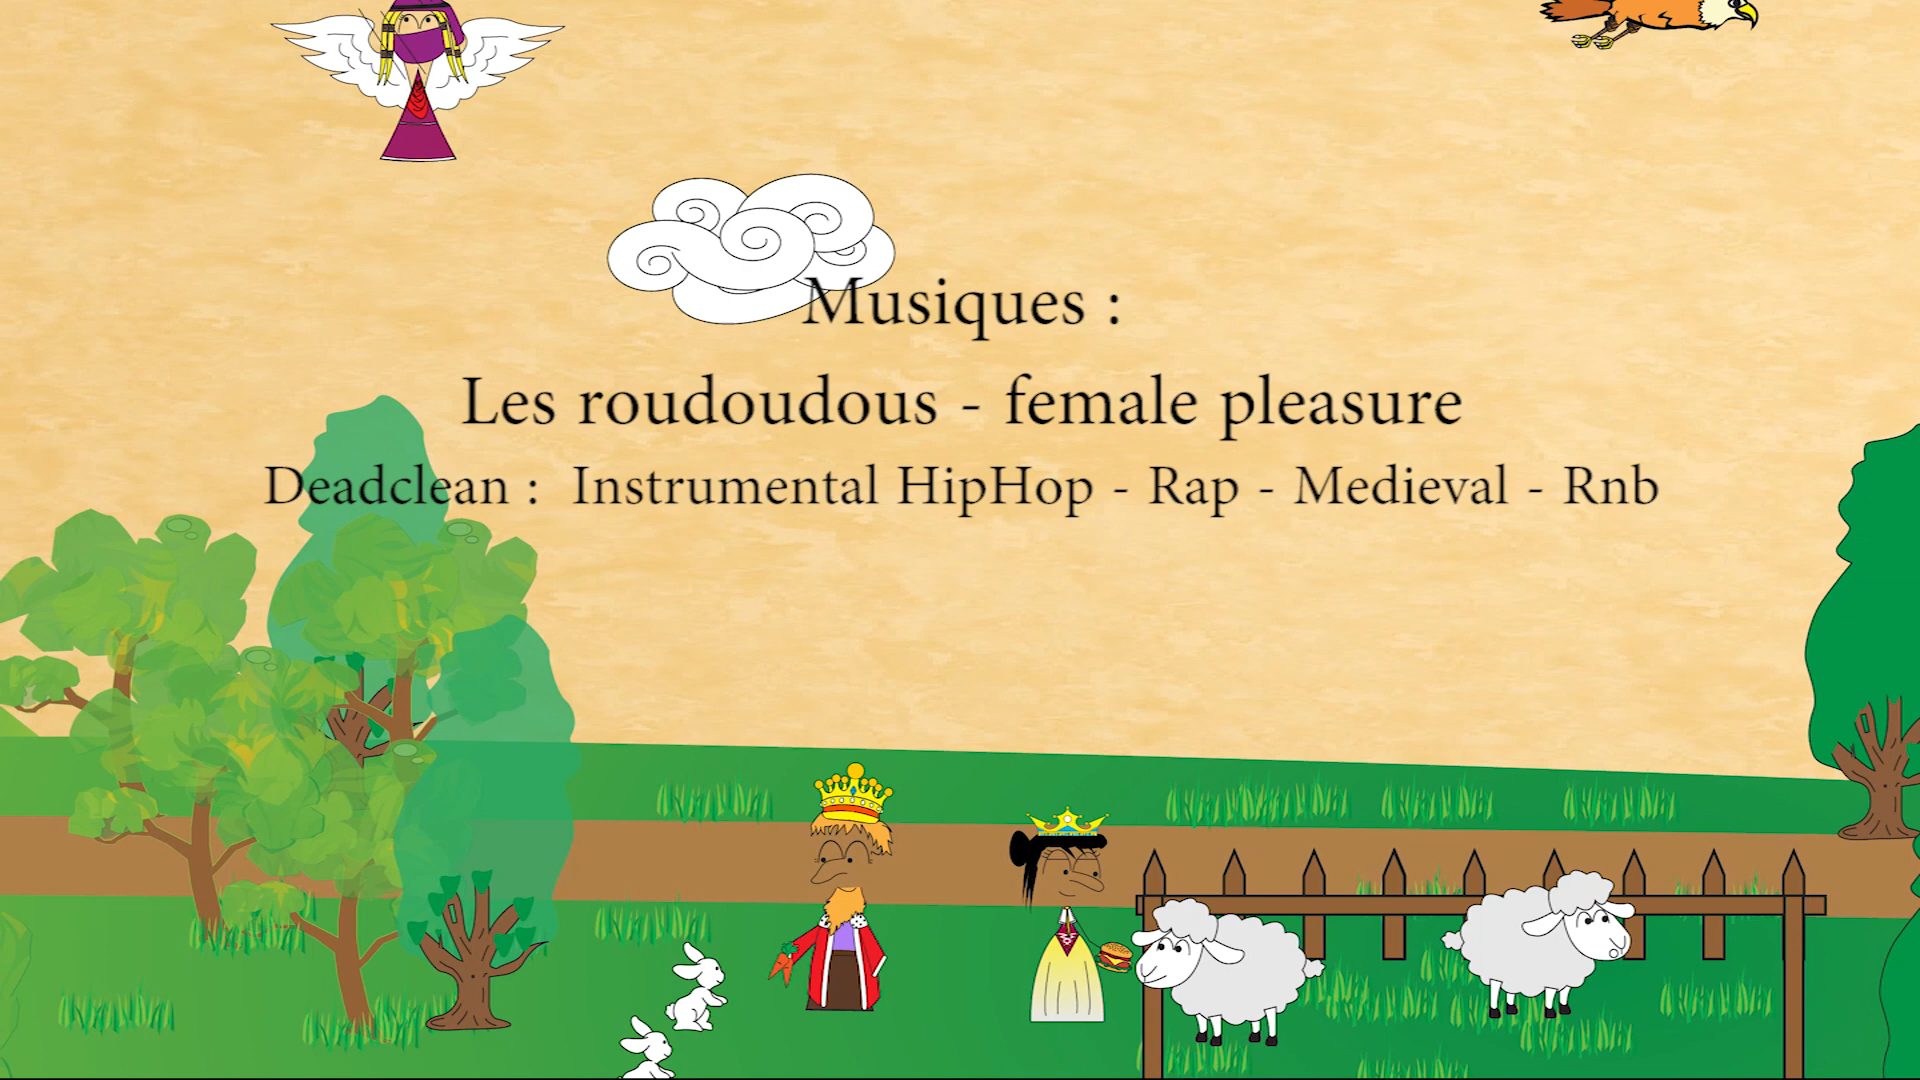 Musiques :
Les roudoudous - female pleasure
Deadclean : Instrumental HipHop - Rap - Medieval - Rnb